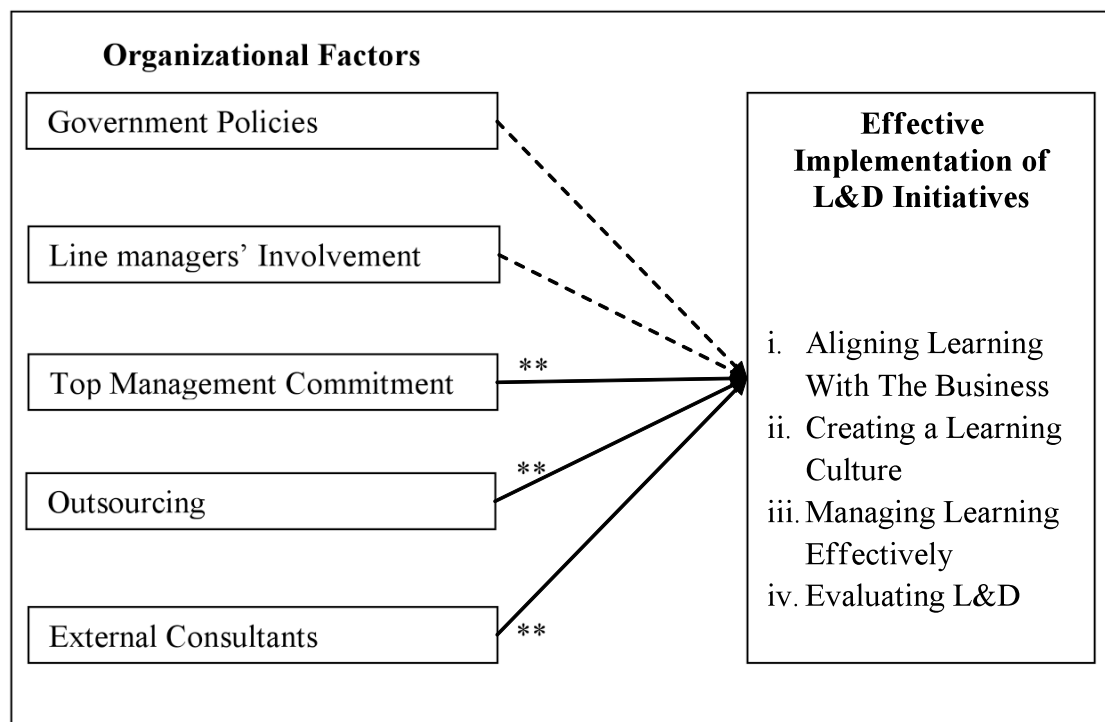 Organizational Factors
Government Policies
Line managers’ Involvement
Top Management Commitment
**
Outsourcing
**
External Consultants
**
Effective
Implementation of
L&D Initiatives
i. Aligning Learning
With The Business
ii. Creating a Learning
Culture
iii. Managing Learning
Effectively
iv. Evaluating L&D